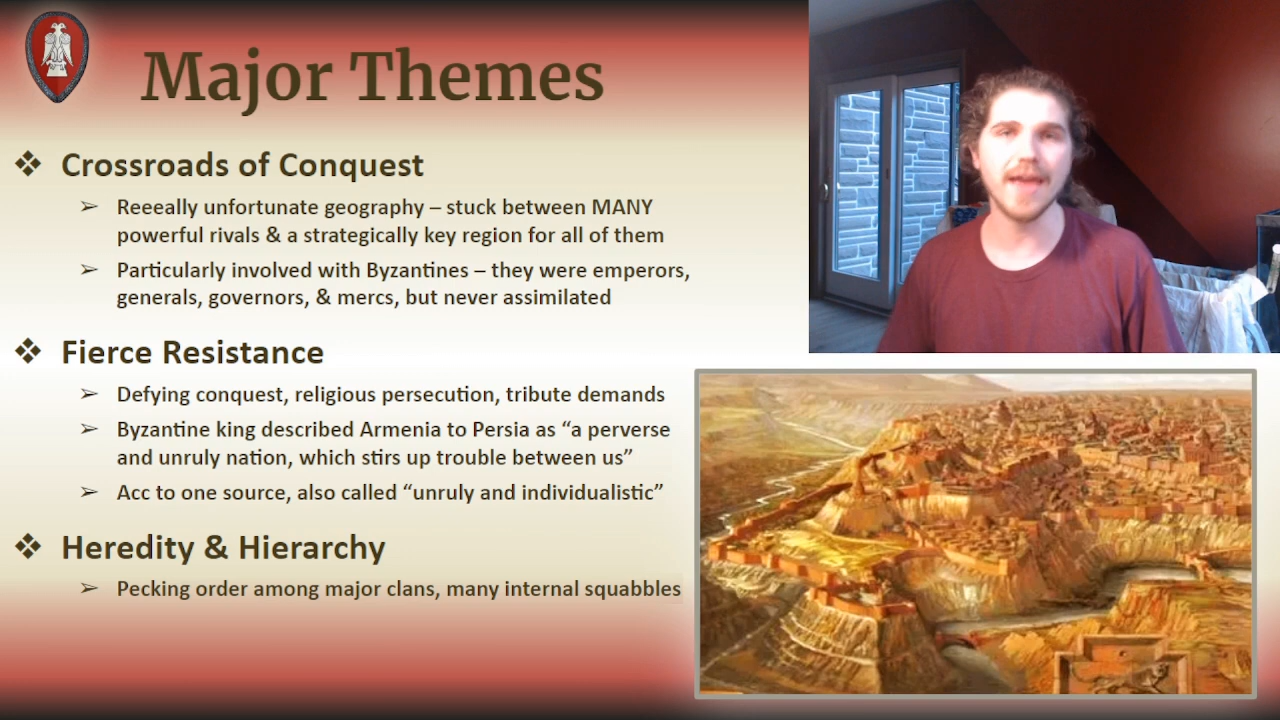 Major Themes
❖ Crossroads of Conquest
➢ Reeeally unfortunate geography – stuck between MANY
powerful rivals & a strategically key region for all of them
➢ Particularly involved with Byzantines – they were emperors,
generals, governors, & mercs, but never assimilated
❖ Fierce Resistance
➢ Defying conquest, religious persecution, tribute demands
➢ Byzantine king described Armenia to Persia as “a perverse
and unruly nation, which stirs up trouble between us”
➢ Acc to one source, also called “unruly and individualistic”
❖ Heredity & Hierarchy
➢ Pecking order among major clans, many internal squabbles